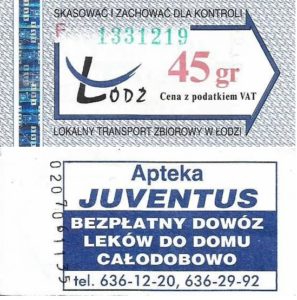 SKASOWAĆ I ZACHOWAĆ DLA KONTROLI
F 1331219
ŁÓDŹ
45 gr
Cena z podatkiem VAT
LOKALNY TRANSPORT ZBIOROWY W ŁODZI
Apteka
JUVENTUS
BEZPŁATNY DOWÓZ
LEKÓW DO DOMU
CAŁODOBOWO
tel. 636-12-20, 636-29-92